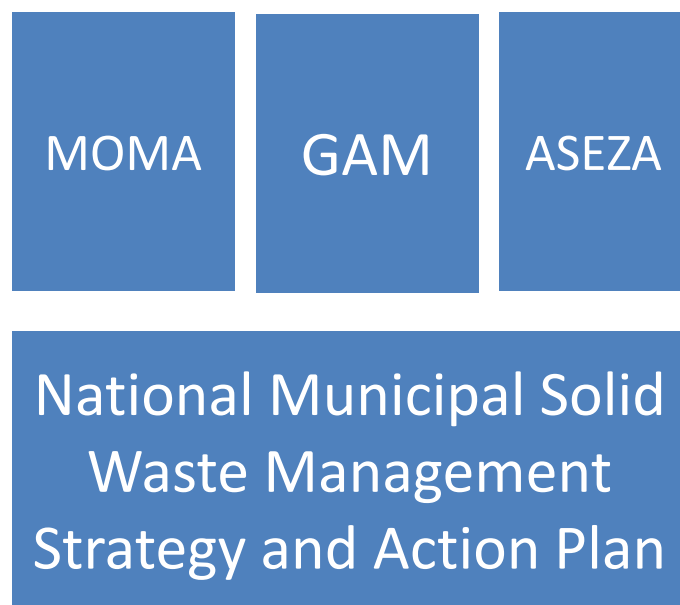 MOMA
GAM
ASEZA
National Municipal Solid
Waste Management
Strategy and Action Plan